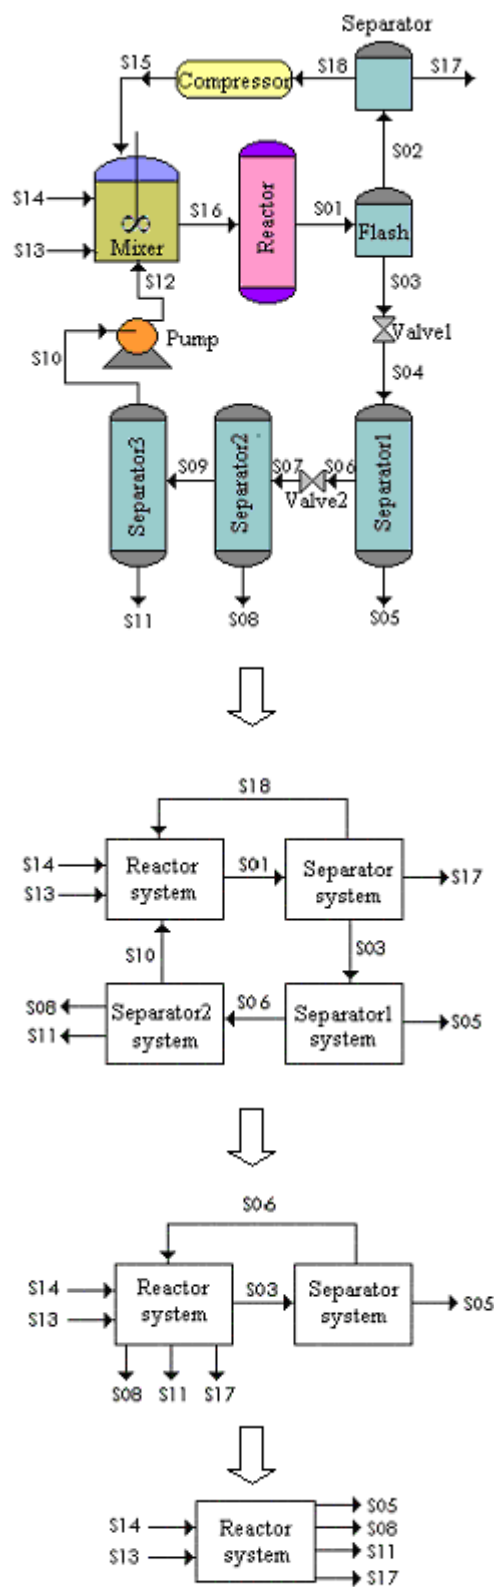 Separator
S15
Compressor
S18
S17
S02
S14
S16
Reactor
S01
Flash
S13
Mixer
S12
S03
Pump
Valve1
S10
S04
Separator3
S09
Separator2
S07
S06
Valve2
Separator1
S11
S08
S05
S18
S14
S13
Reactor
system
S01
Separator
system
S17
S10
S03
S08
S11
Separator2
system
S06
Separator1
system
S05
S06
S14
S13
Reactor
system
S03
Separator
system
S05
S08
S11
S17
S14
S13
Reactor
system
S05
S08
S11
S17